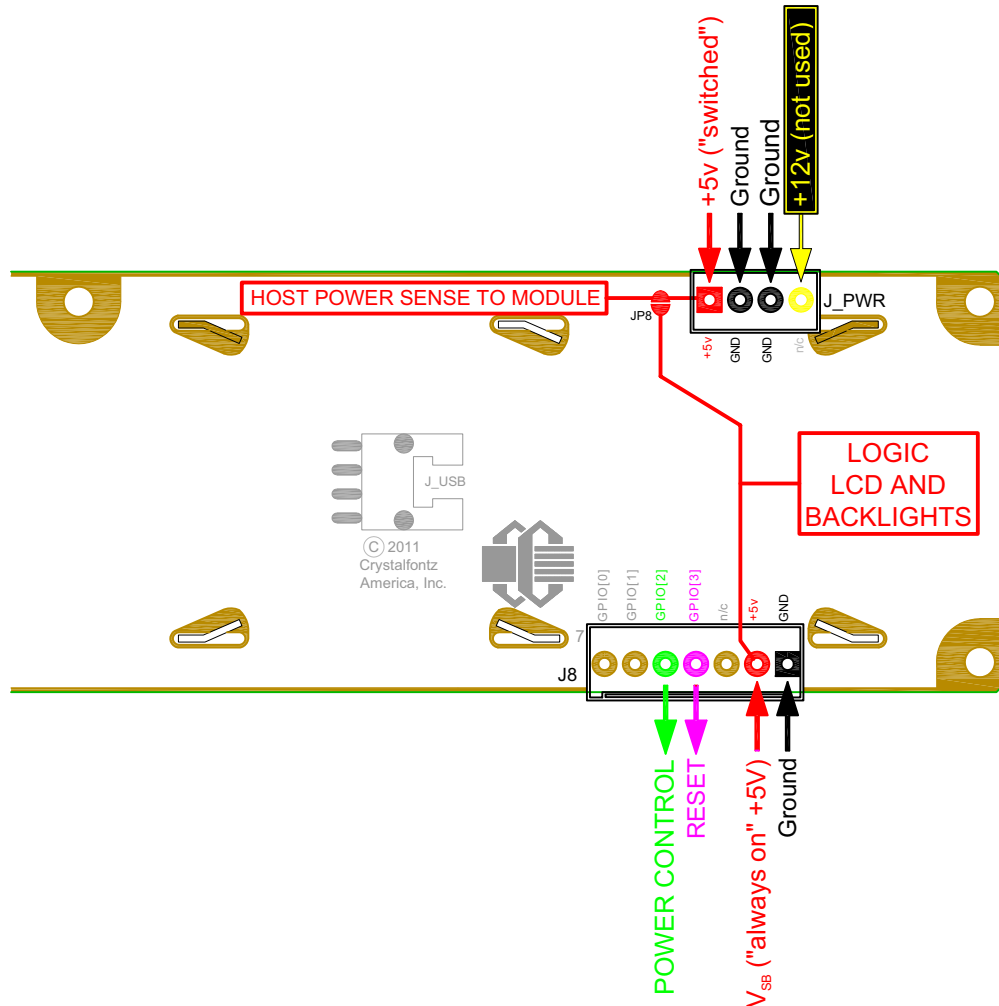 +5v ("switched")
Ground
Ground
+12v (not used)
HOST POWER SENSE TO MODULE
JP8
J_PWR
+5v
GND
GND
n/c
LOGIC
LCD AND
BACKLIGHTS
J_USB
© 2011
Crystalfontz
America, Inc.
GPIO[0]
GPIO[1]
GPIO[2]
GPIO[3]
n/c
+5v
GND
7
J8
POWER CONTROL
RESET
VSB ("always on" +5V)
Ground